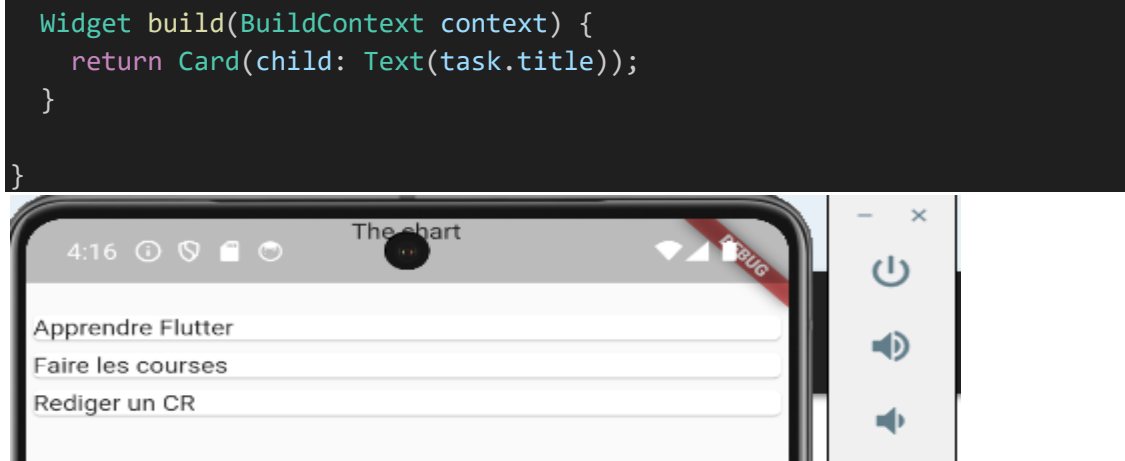 Widget build(BuildContext context) {
return Card(child: Text(task.title));
}
}
The chart
4:16
DEBUG
Apprendre Flutter
Faire les courses
Rediger un CR